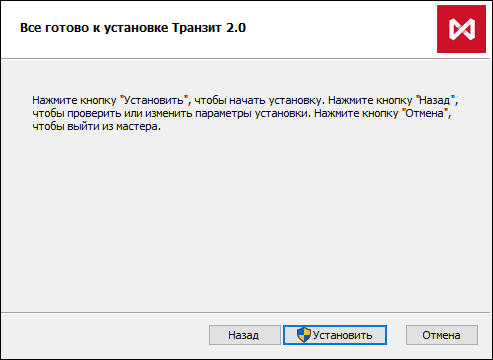 Все готово к установке Транзит 2.0
Нажмите кнопку "Установить", чтобы начать установку. Нажмите кнопку "Назад",
чтобы проверить или изменить параметры установки. Нажмите кнопку "Отмена",
чтобы выйти из мастера.
Назад Установить Отмена